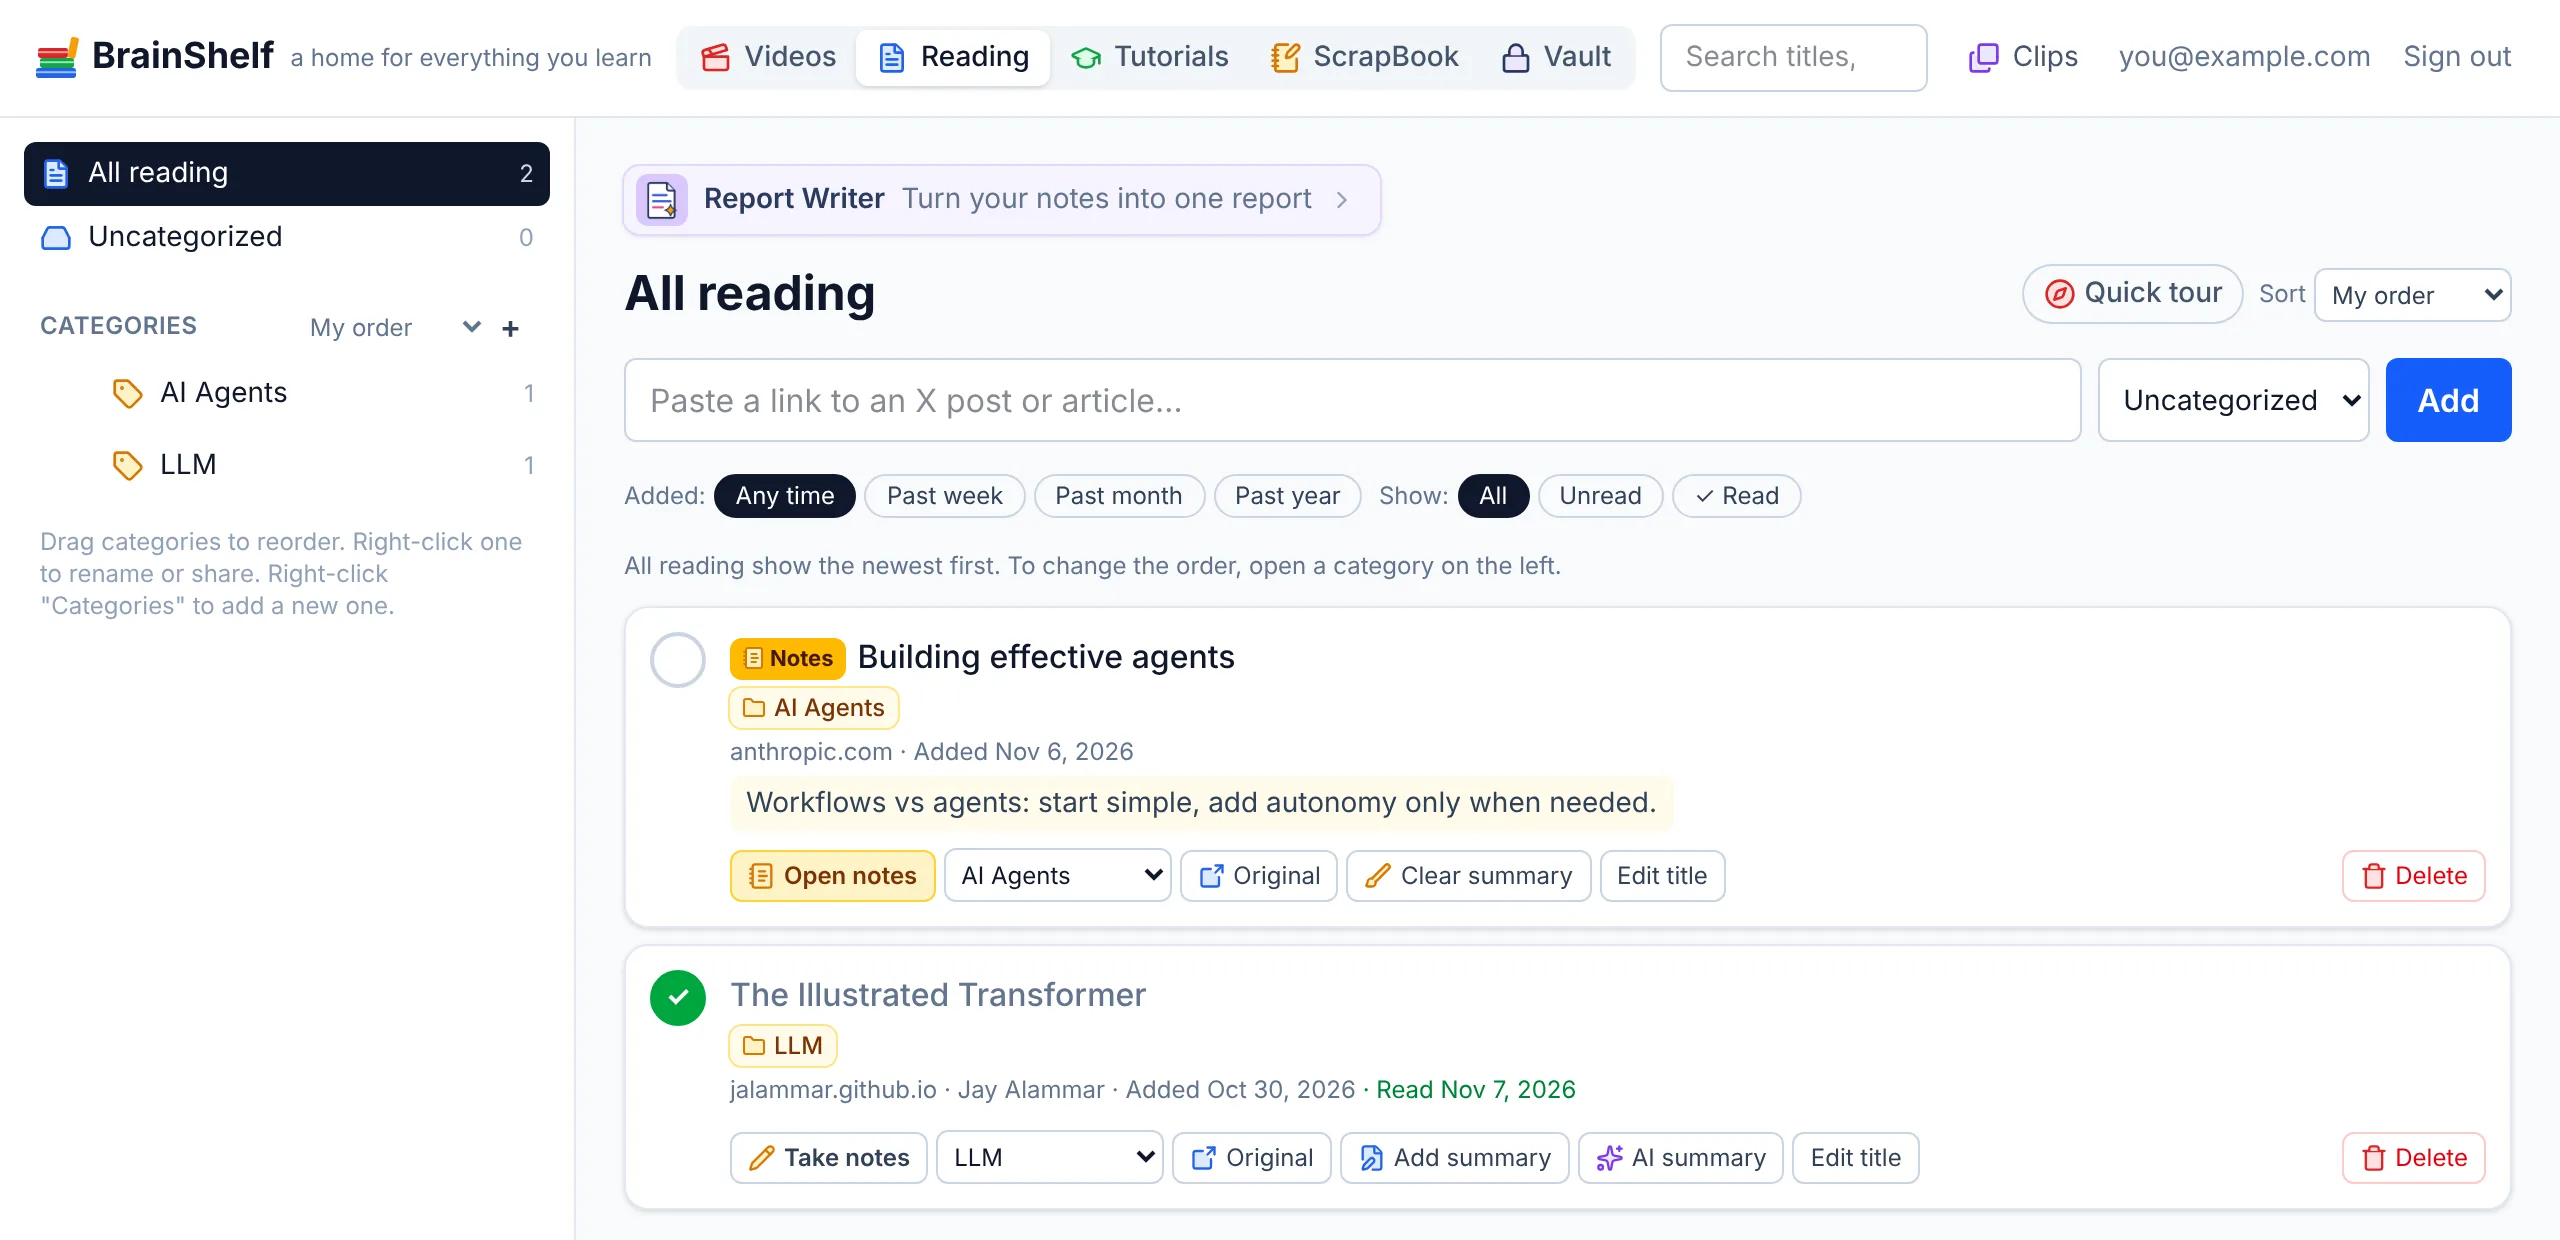 BrainShelf a home for everything you learn Videos Reading Tutorials ScrapBook Vault Search titles, Clips you@example.com Sign out
All reading 2
Uncategorized 0
CATEGORIES My order +
AI Agents 1
LLM 1
Drag categories to reorder. Right-click one
to rename or share. Right-click
"Categories" to add a new one.
Report Writer Turn your notes into one report
All reading
Quick tour Sort My order
Paste a link to an X post or article... Uncategorized Add
Added: Any time Past week Past month Past year Show: All Unread ✓ Read
All reading show the newest first. To change the order, open a category on the left.
Notes Building effective agents
AI Agents
anthropic.com · Added Nov 6, 2026
Workflows vs agents: start simple, add autonomy only when needed.
Open notes AI Agents Original Clear summary Edit title Delete
The Illustrated Transformer
LLM
jalammar.github.io · Jay Alammar · Added Oct 30, 2026 · Read Nov 7, 2026
Take notes LLM Original Add summary AI summary Edit title Delete